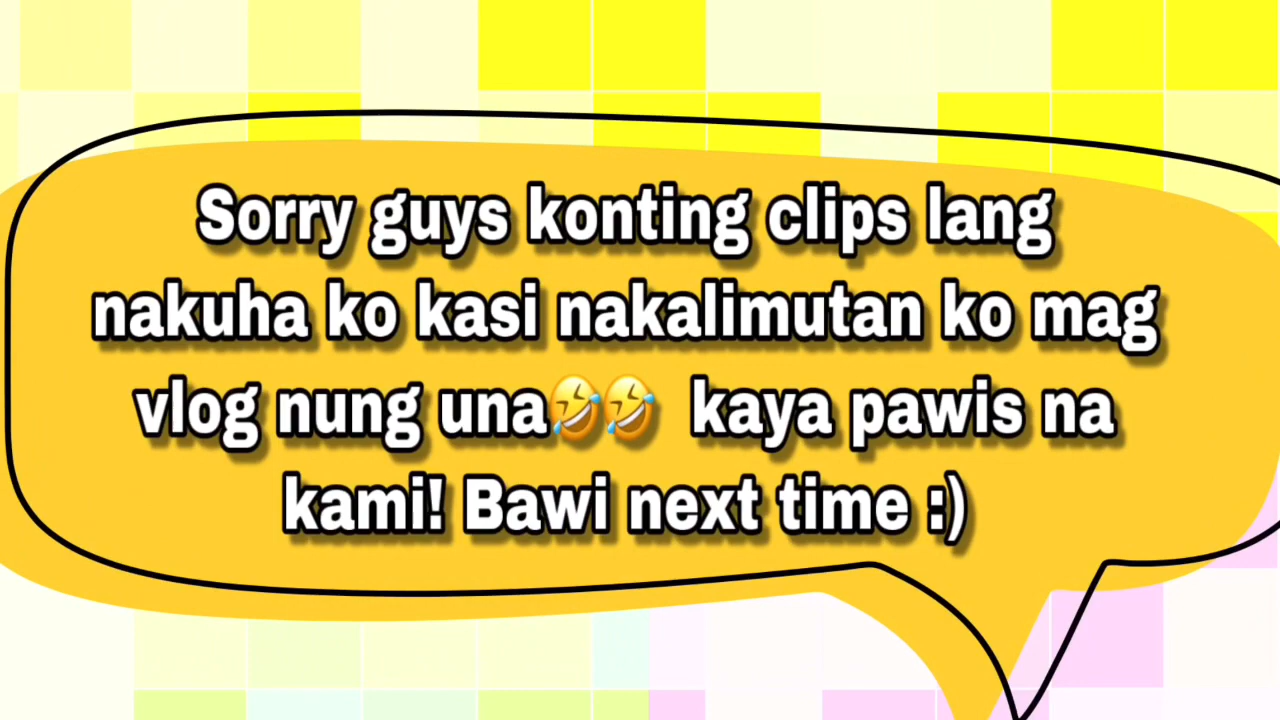 Sorry guys konting clips lang
nakuha ko kasi nakalimutan ko mag
vlog nung una🤣🤣 kaya pawis na
kami! Bawi next time :)